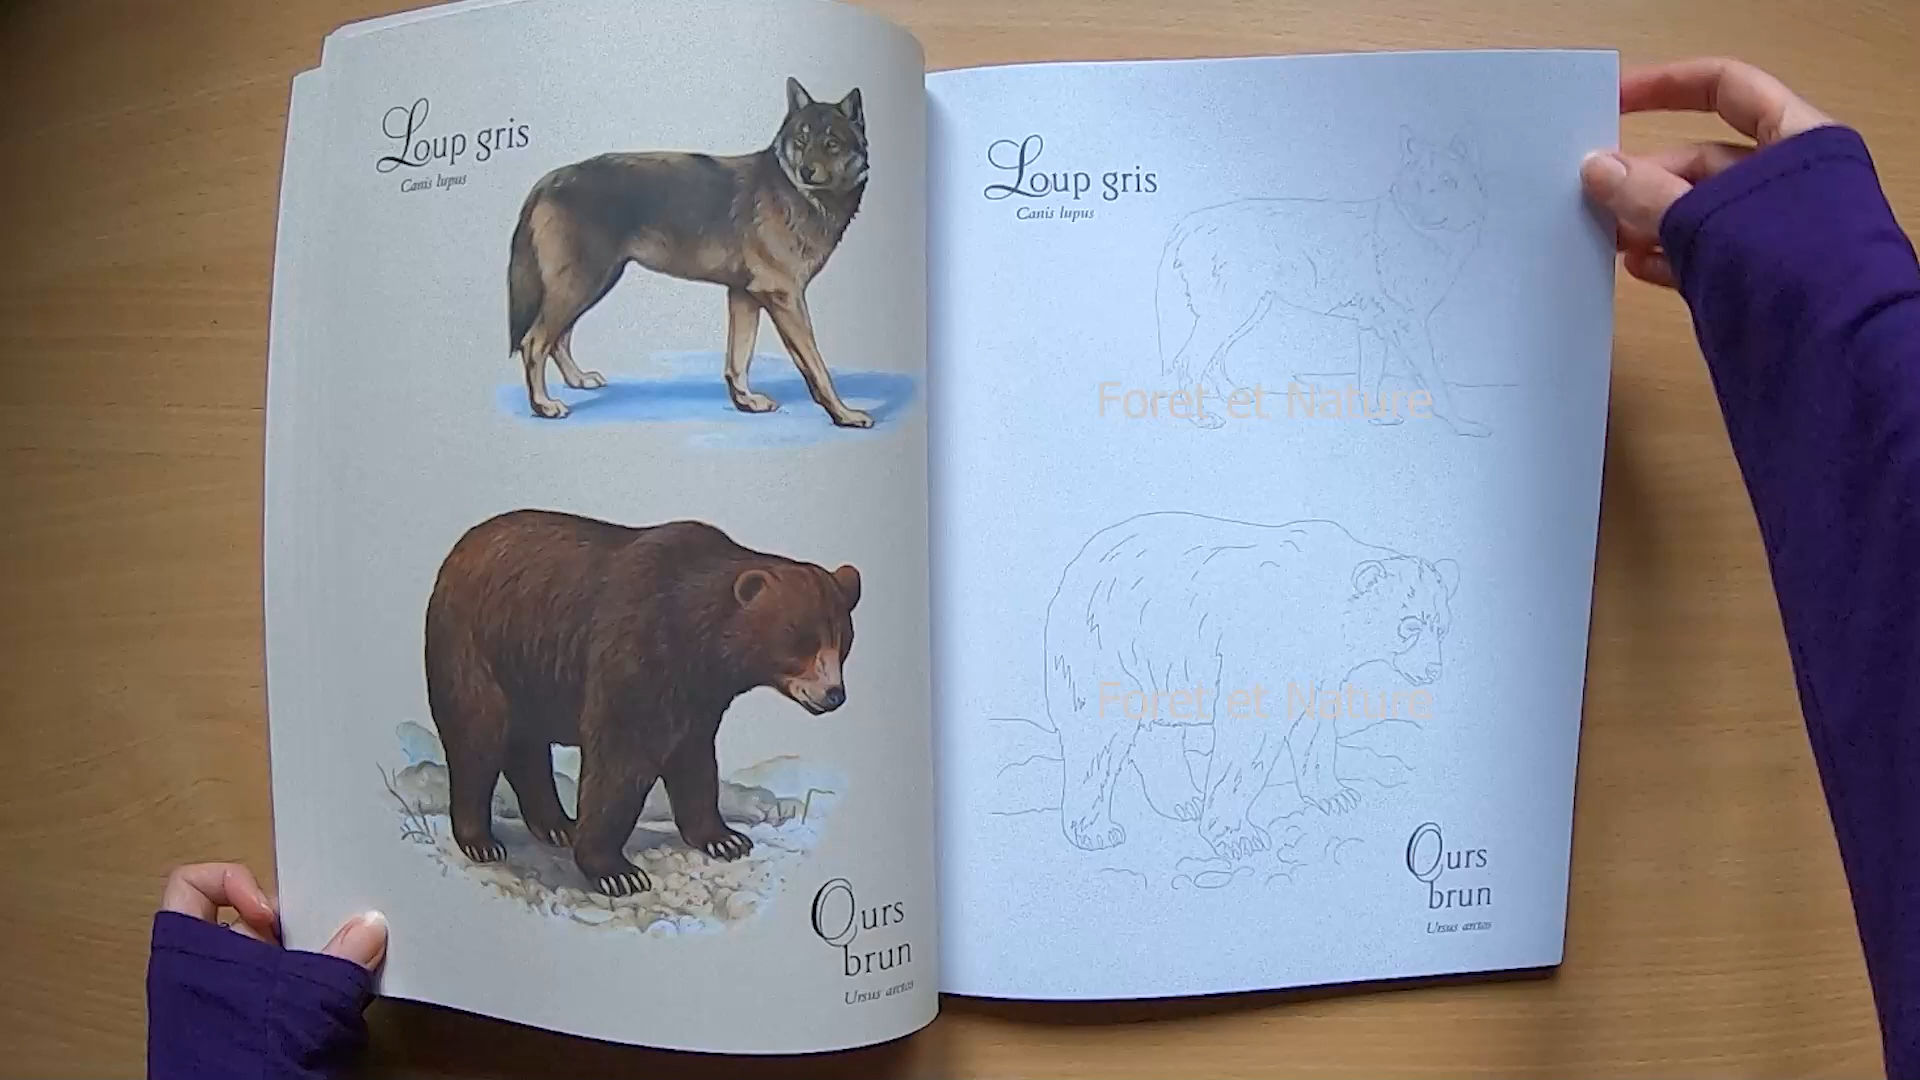 Loup gris
Canis lupus
Ours
brun
Ursus arctos
Loup gris
Canis lupus
Foret et Nature
Foret et Nature
Ours
brun
Ursus arctos